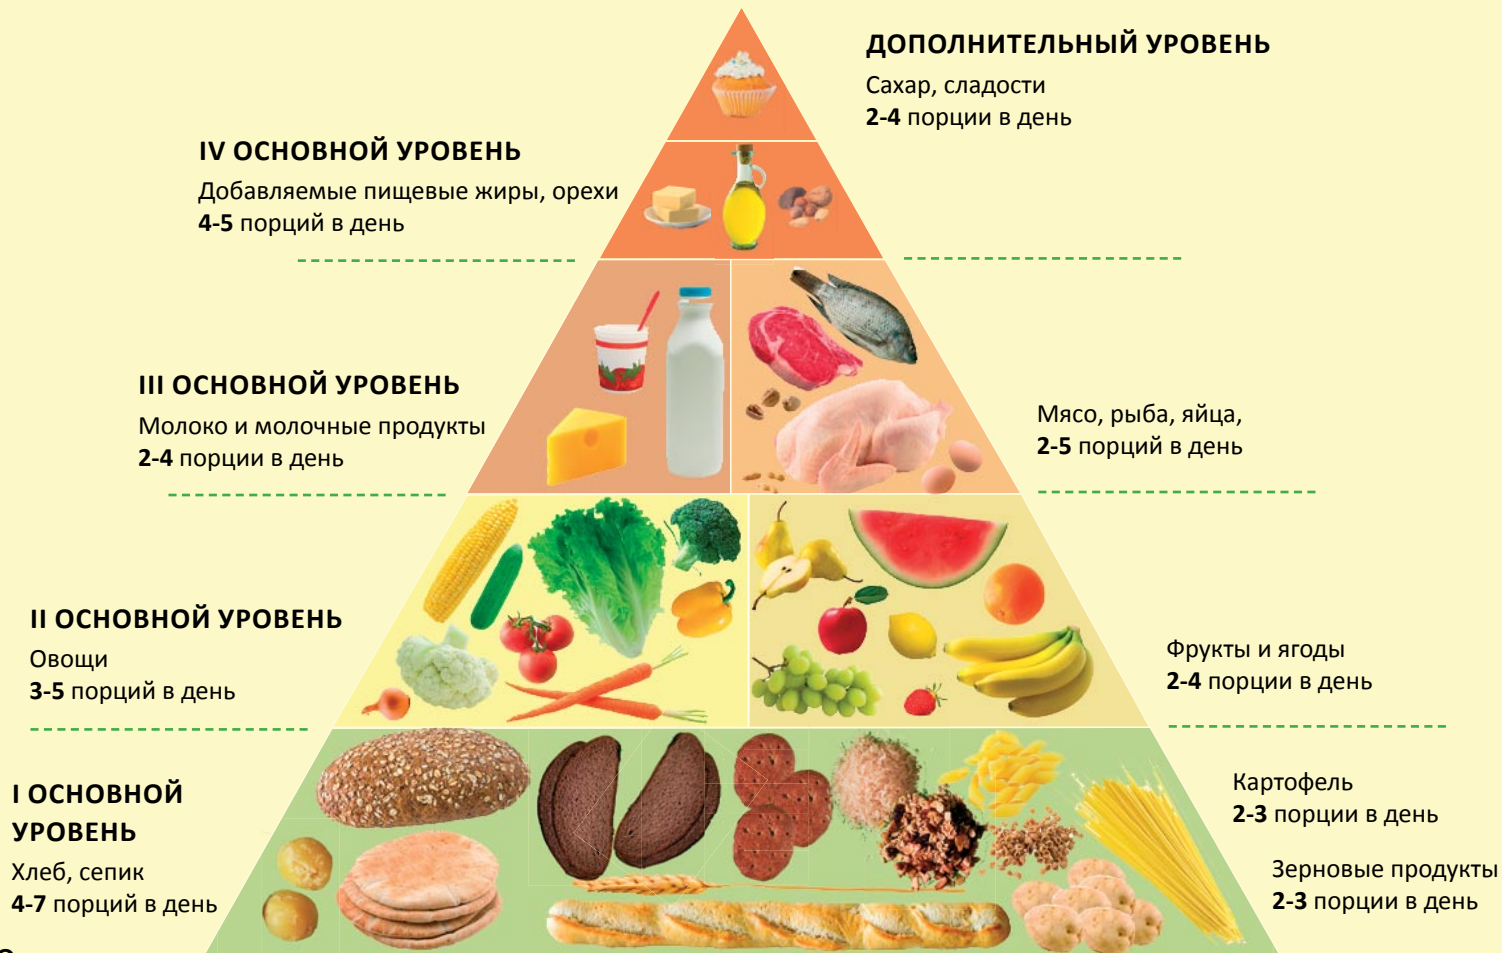 ДОПОЛНИТЕЛЬНЫЙ УРОВЕНЬ
Сахар, сладости
2-4 порции в день
IV ОСНОВНОЙ УРОВЕНЬ
Добавляемые пищевые жиры, орехи
4-5 порций в день
III ОСНОВНОЙ УРОВЕНЬ
Молоко и молочные продукты
2-4 порции в день
Мясо, рыба, яйца,
2-5 порций в день
II ОСНОВНОЙ УРОВЕНЬ
Овощи
3-5 порций в день
Фрукты и ягоды
2-4 порции в день
I ОСНОВНОЙ
УРОВЕНЬ
Хлеб, сепик
4-7 порций в день
Картофель
2-3 порции в день
Зерновые продукты
2-3 порции в день